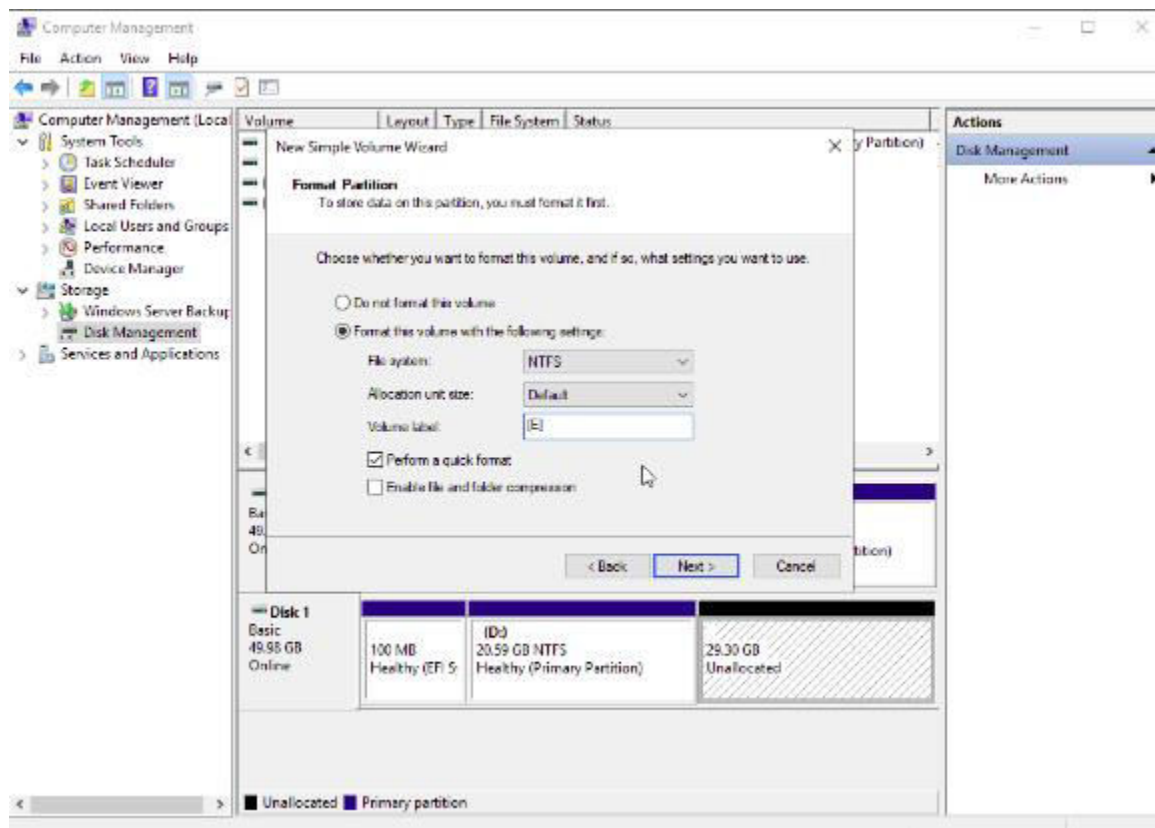 Computer Management
File Action View Help
Computer Management (Local
System Tools
Task Scheduler
Event Viewer
Shared Folders
Local Users and Groups
Performance
Device Manager
Storage
Windows Server Backup
Disk Management
Services and Applications
Volume Layout Type File System Status
y Partition)
New Simple Volume Wizard
Format Partition
To store data on this partition, you must format it first.
Choose whether you want to format this volume, and if so, what settings you want to use.
Do not format this volume
Format this volume with the following settings:
File system: NTFS
Allocation unit size: Default
Volume label: (E)
Perform a quick format
Enable file and folder compression
< Back Next > Cancel
Ba
49.
On
tition)
Disk 1
Basic
49.98 GB
Online
100 MB
Healthy (EFI S
(D:)
20.59 GB NTFS
Healthy (Primary Partition)
29.30 GB
Unallocated
Unallocated Primary partition
Actions
Disk Management
More Actions